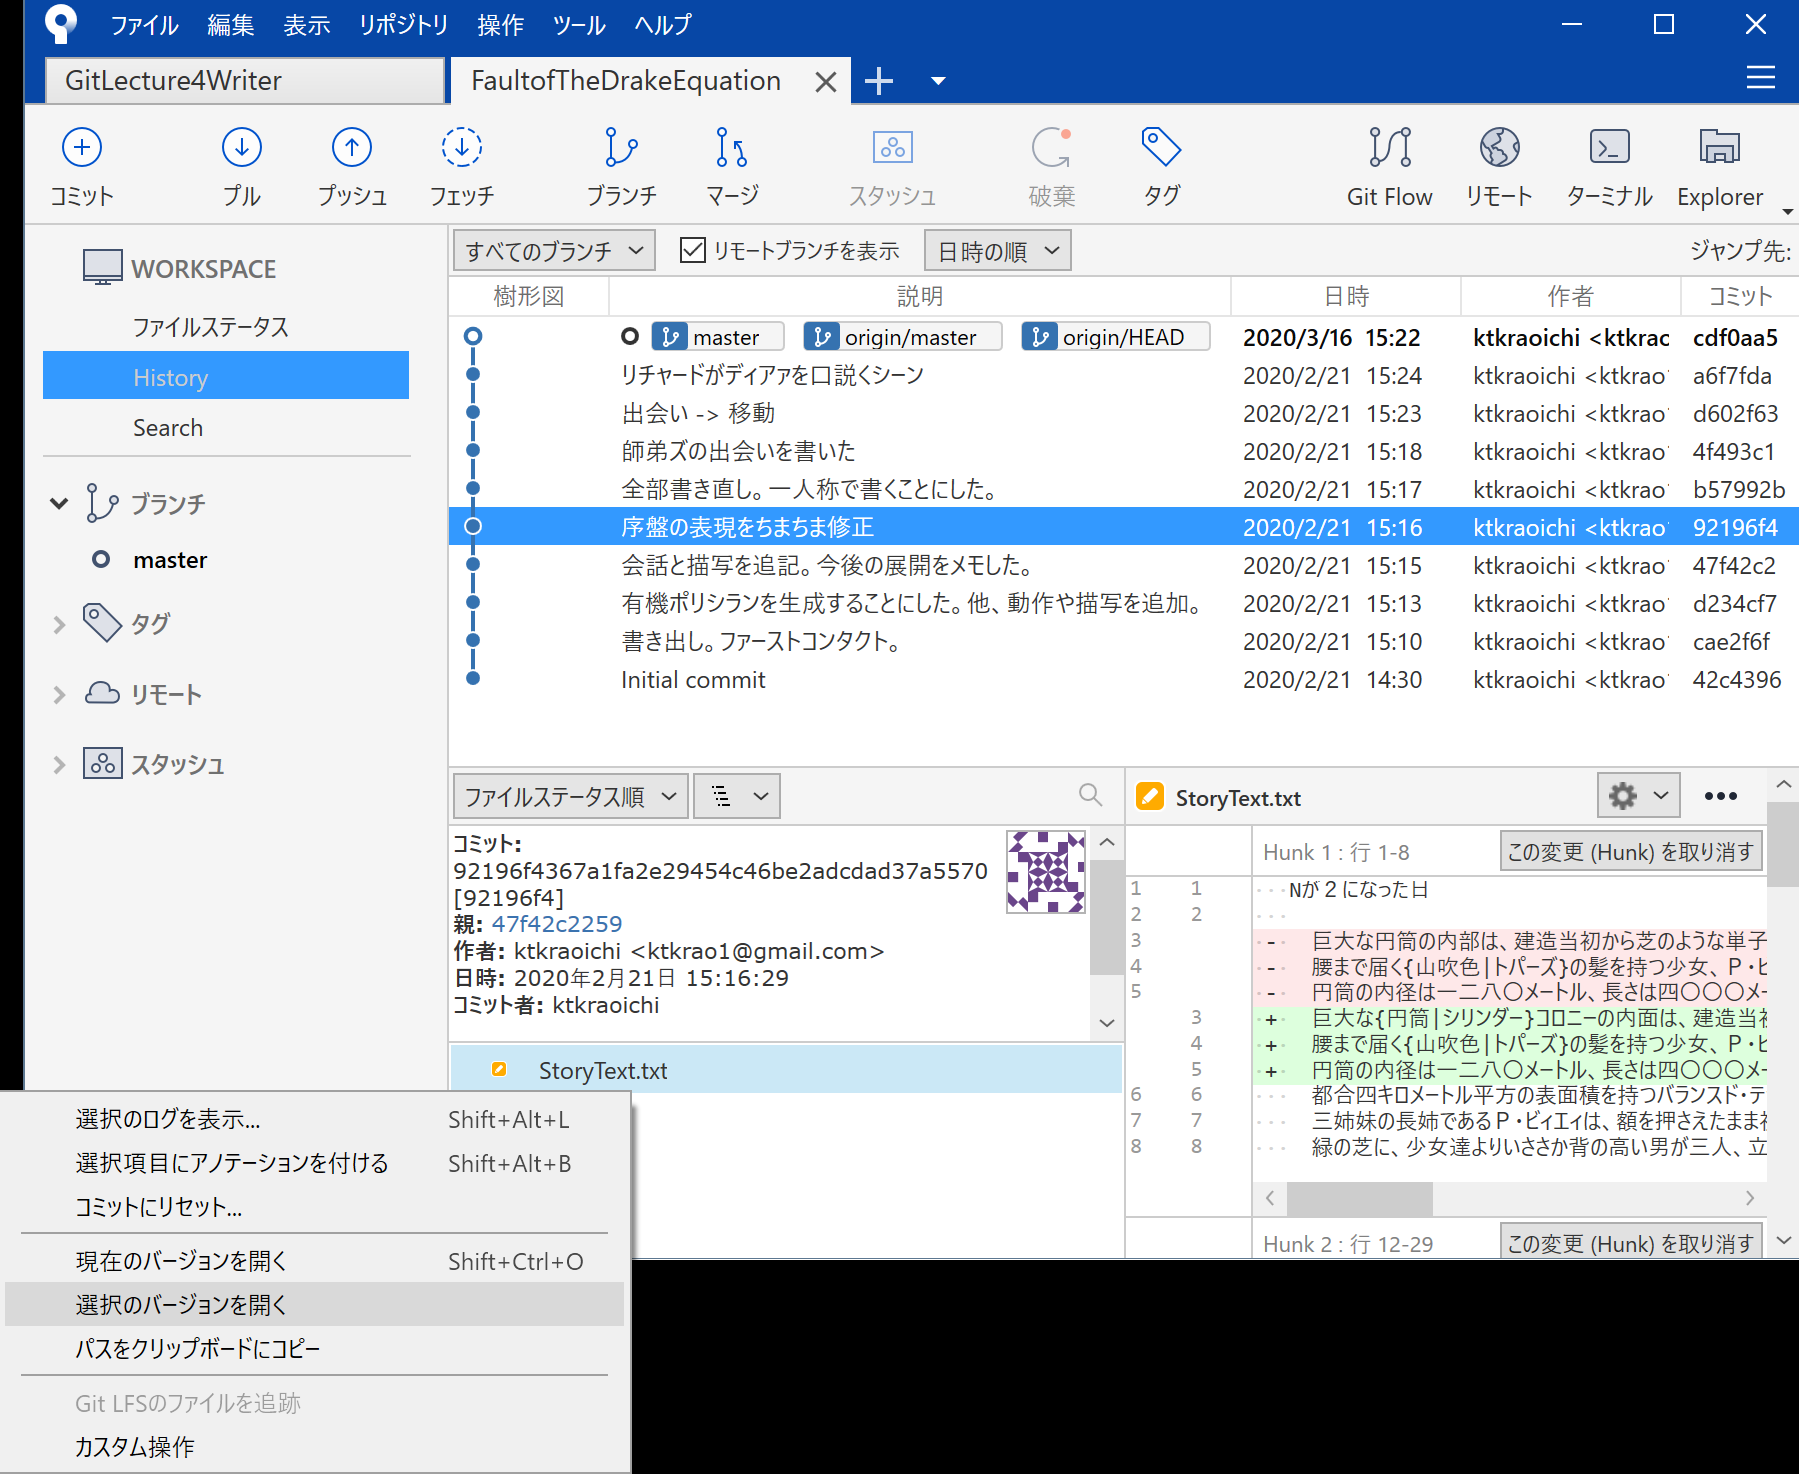 ファイル 編集 表示 リポジトリ 操作 ツール ヘルプ
GitLecture4Writer FaultofTheDrakeEquation
コミット プル プッシュ フェッチ ブランチ マージ スタッシュ 破棄 タグ Git Flow リモート ターミナル Explorer
WORKSPACE
ファイルステータス
History
Search
ブランチ
master
タグ
リモート
スタッシュ
すべてのブランチ リモートブランチを表示 日時の順 ジャンプ先:
樹形図 説明 日時 作者 コミット
master origin/master origin/HEAD 2020/3/16 15:22 ktkraoichi <ktkrac cdf0aa5
リチャードがディアァを口説くシーン 2020/2/21 15:24 ktkraoichi <ktkrao a6f7fda
出会い -> 移動 2020/2/21 15:23 ktkraoichi <ktkrao d602f63
師弟ズの出会いを書いた 2020/2/21 15:18 ktkraoichi <ktkrao 4f493c1
全部書き直し。一人称で書くことにした。 2020/2/21 15:17 ktkraoichi <ktkrao b57992b
序盤の表現をちまちま修正 2020/2/21 15:16 ktkraoichi <ktkrao 92196f4
会話と描写を追記。今後の展開をメモした。 2020/2/21 15:15 ktkraoichi <ktkrao 47f42c2
有機ポリシランを生成することにした。他、動作や描写を追加。 2020/2/21 15:13 ktkraoichi <ktkrao d234cf7
書き出し。ファーストコンタクト。 2020/2/21 15:10 ktkraoichi <ktkrao cae2f6f
Initial commit 2020/2/21 14:30 ktkraoichi <ktkrao 42c4396
ファイルステータス順
コミット:
92196f4367a1fa2e29454c46be2adcdad37a5570
[92196f4]
親: 47f42c2259
作者: ktkraoichi <ktkrao1@gmail.com>
日時: 2020年2月21日 15:16:29
コミット者: ktkraoichi
StoryText.txt
StoryText.txt
Hunk 1 : 行 1-8 この変更 (Hunk) を取り消す
1 1 Nが２になった日
2 2
3 - 巨大な円筒の内部は、建造当初から芝のような単子
4 - 腰まで届く{山吹色|トパーズ}の髪を持つ少女、Ｐ・ビ
5 - 円筒の内径は一二八〇メートル、長さは四〇〇〇メー
3 + 巨大な{円筒|シリンダー}コロニーの内面は、建造当初
4 + 腰まで届く{山吹色|トパーズ}の髪を持つ少女、Ｐ・ビ
5 + 円筒の内径は一二八〇メートル、長さは四〇〇〇メー
6 6 都合四キロメートル平方の表面積を持つバランスド・テ
7 7 三姉妹の長姉であるＰ・ビィエィは、額を押さえたまま
8 8 緑の芝に、少女達よりいささか背の高い男が三人、立
Hunk 2 : 行 12-29 この変更 (Hunk) を取り消す
選択のログを表示... Shift+Alt+L
選択項目にアノテーションを付ける Shift+Alt+B
コミットにリセット...
現在のバージョンを開く Shift+Ctrl+O
選択のバージョンを開く
パスをクリップボードにコピー
Git LFSのファイルを追跡
カスタム操作